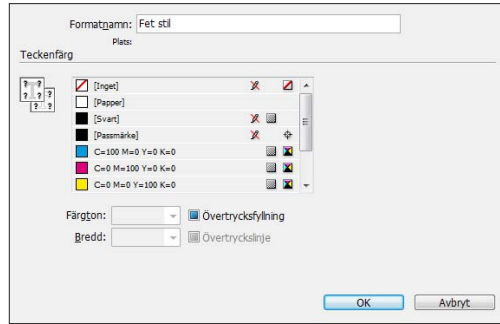 Formatnamn: Fet stil
Plats:
Teckenfärg
[Inget]
[Papper]
[Svart]
[Passmärke]
C=100 M=0 Y=0 K=0
C=0 M=100 Y=0 K=0
C=0 M=0 Y=100 K=0
Färgton: Övertrycksfyllning
Bredd: Övertryckslinje
OK Avbryt